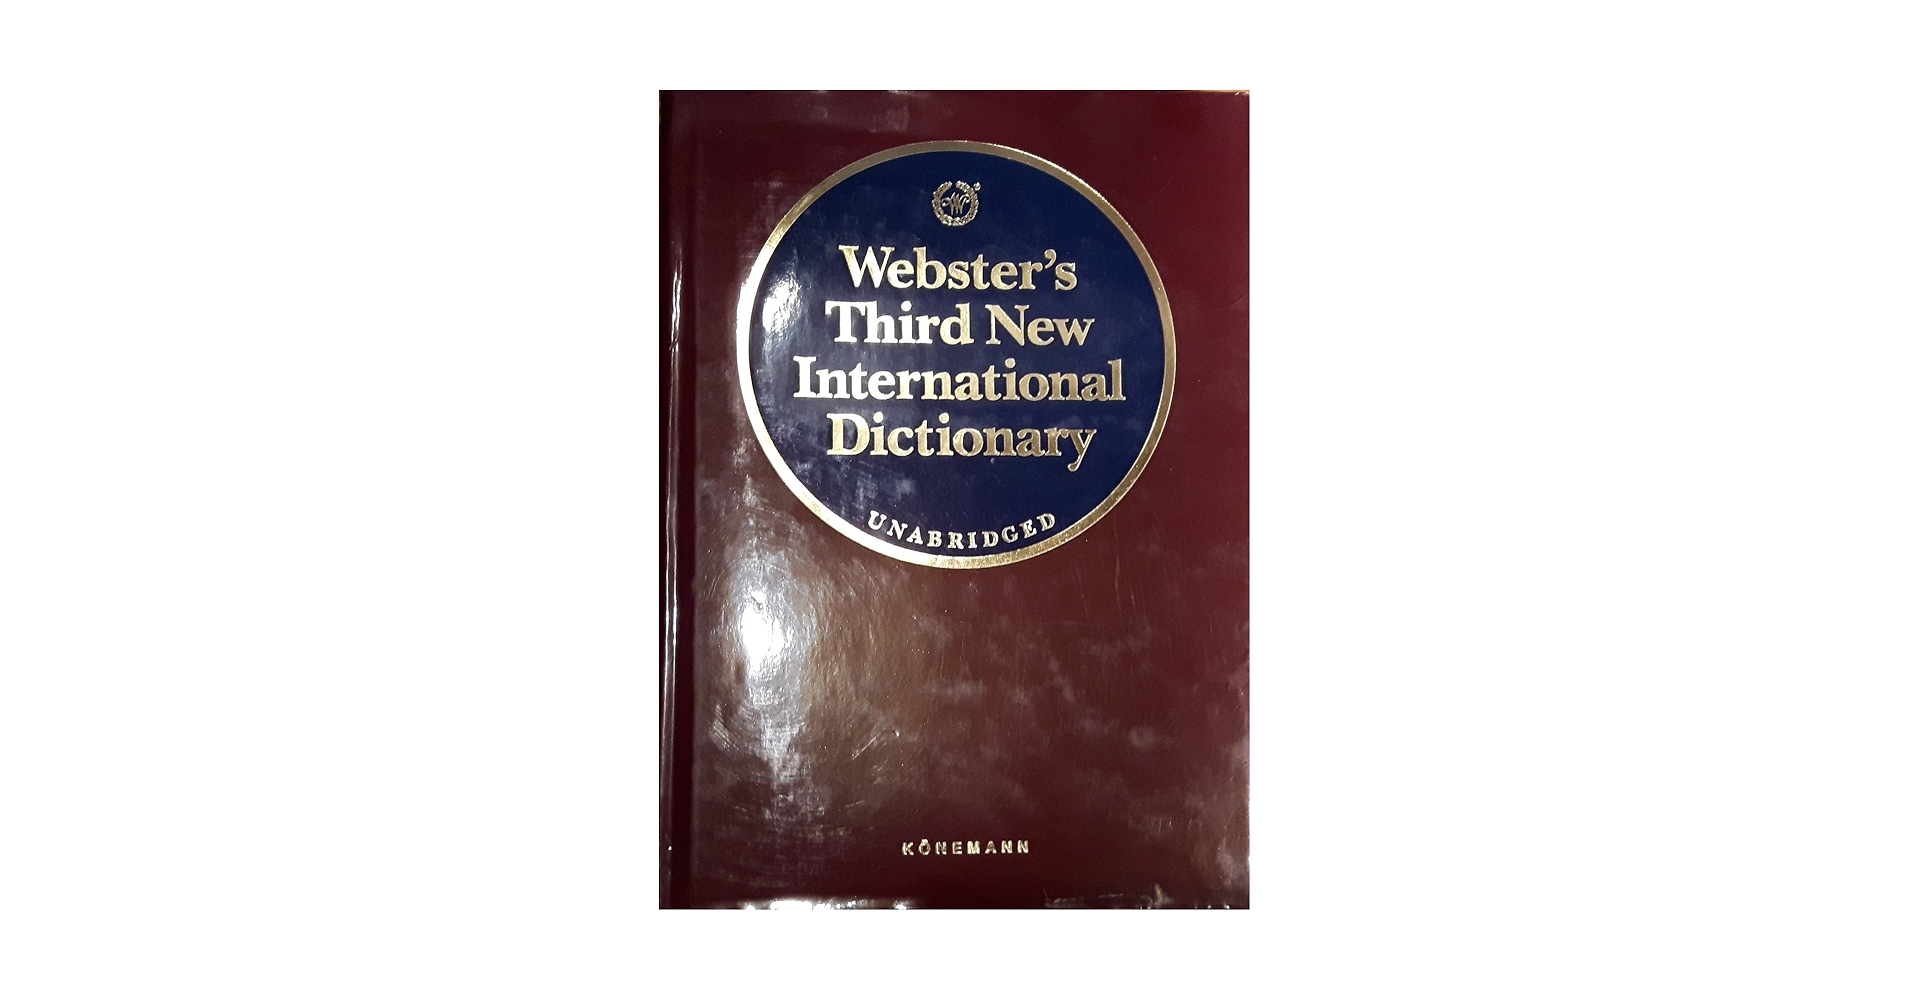 Webster's
Third New
International
Dictionary
UNABRIDGED
KÖNEMANN